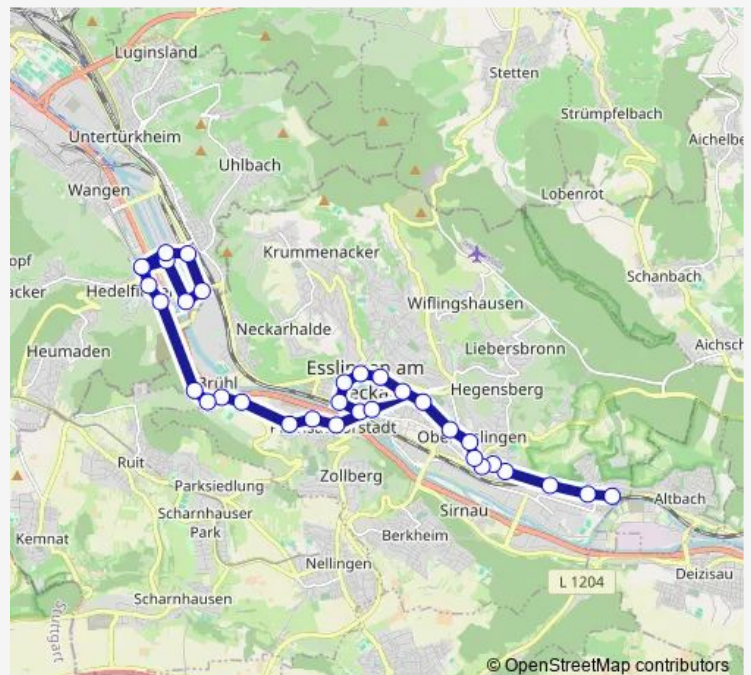 Luginsland
Stetten
Strümpfelbach
Untertürkheim
Aichelbe
Uhlbach
Wangen
Lobenrot
Krummenacker
opf
Schanbach
acker
Wiflingshausen
Neckarhalde
Aichsch
Heumaden
Liebersbronn
Esslingen am
Brühl
Hegensberg
Ruit
Zollberg
Parksiedlung
Altbach
Sirnau
Scharnhauser
Park
Berkheim
Kemnat
Nellingen
Deizisau
L 1204
Scharnhausen
Stuttgart
© OpenStreetMap contributors